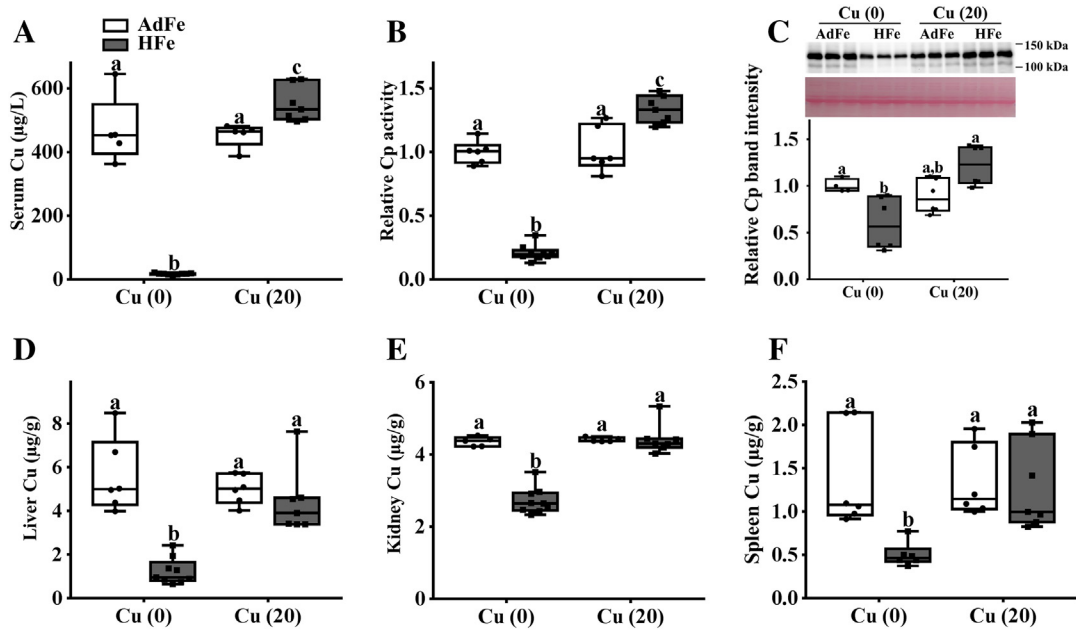 A
AdFe
HFe
Serum Cu (µg/L)
600
400
200
0
a
b
a
c
Cu (0)
Cu (20)
B
Relative Cp activity
1.5
1.0
0.5
0.0
a
b
a
c
Cu (0)
Cu (20)
C
Cu (0)
Cu (20)
AdFe
HFe
AdFe
HFe
150 kDa
100 kDa
Relative Cp band intensity
1.5
1.0
0.5
0.0
a
b
a,b
a
Cu (0)
Cu (20)
D
Liver Cu (µg/g)
8
6
4
2
0
a
b
a
a
Cu (0)
Cu (20)
E
Kidney Cu (µg/g)
6
4
2
0
a
b
a
a
Cu (0)
Cu (20)
F
Spleen Cu (µg/g)
2.5
2.0
1.5
1.0
0.5
0.0
a
b
a
a
Cu (0)
Cu (20)